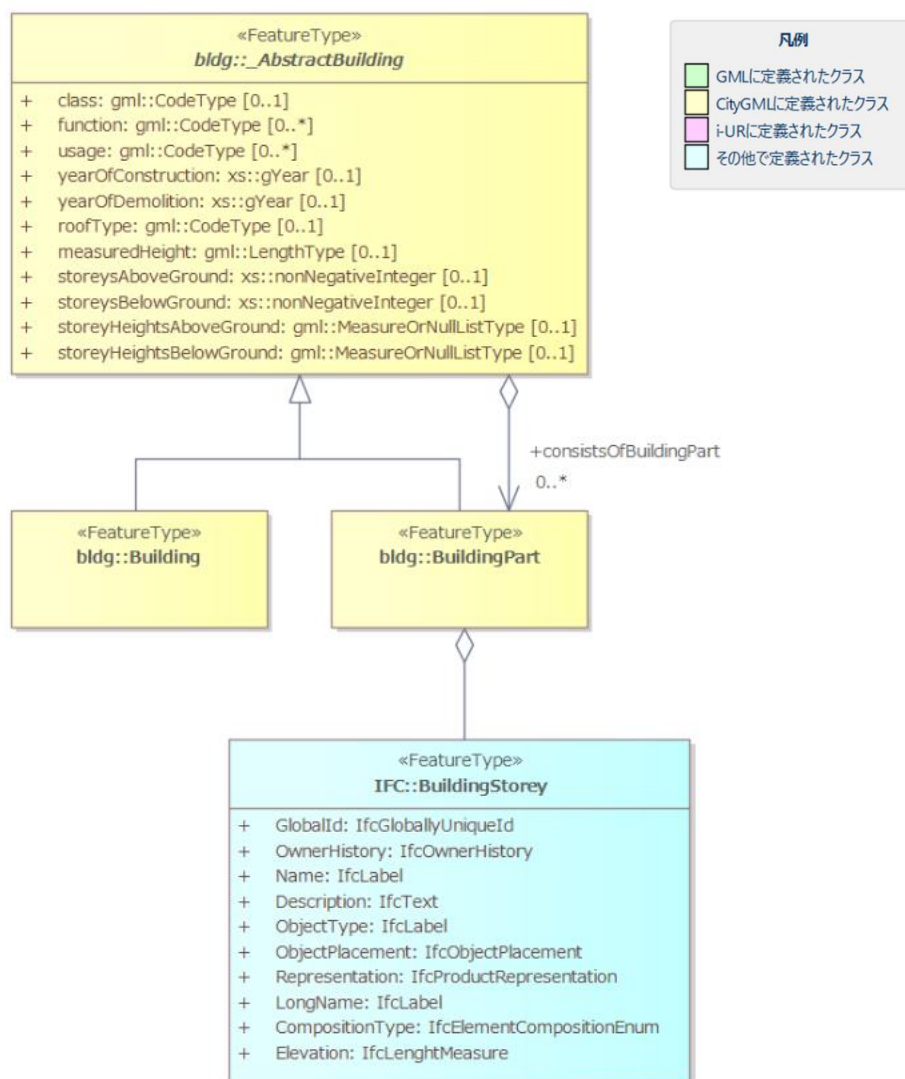 «FeatureType»
bldg::_AbstractBuilding
+ class: gml::CodeType [0..1]
+ function: gml::CodeType [0..*]
+ usage: gml::CodeType [0..*]
+ yearOfConstruction: xs::gYear [0..1]
+ yearOfDemolition: xs::gYear [0..1]
+ roofType: gml::CodeType [0..1]
+ measuredHeight: gml::LengthType [0..1]
+ storeysAboveGround: xs::nonNegativeInteger [0..1]
+ storeysBelowGround: xs::nonNegativeInteger [0..1]
+ storeyHeightsAboveGround: gml::MeasureOrNullListType [0..1]
+ storeyHeightsBelowGround: gml::MeasureOrNullListType [0..1]
凡例
GMLに定義されたクラス
CityGMLに定義されたクラス
i-URに定義されたクラス
その他で定義されたクラス
+consistsOfBuildingPart
0..*
«FeatureType»
bldg::Building
«FeatureType»
bldg::BuildingPart
«FeatureType»
IFC::BuildingStorey
+ GlobalId: IfcGloballyUniqueId
+ OwnerHistory: IfcOwnerHistory
+ Name: IfcLabel
+ Description: IfcText
+ ObjectType: IfcLabel
+ ObjectPlacement: IfcObjectPlacement
+ Representation: IfcProductRepresentation
+ LongName: IfcLabel
+ CompositionType: IfcElementCompositionEnum
+ Elevation: IfcLenghtMeasure